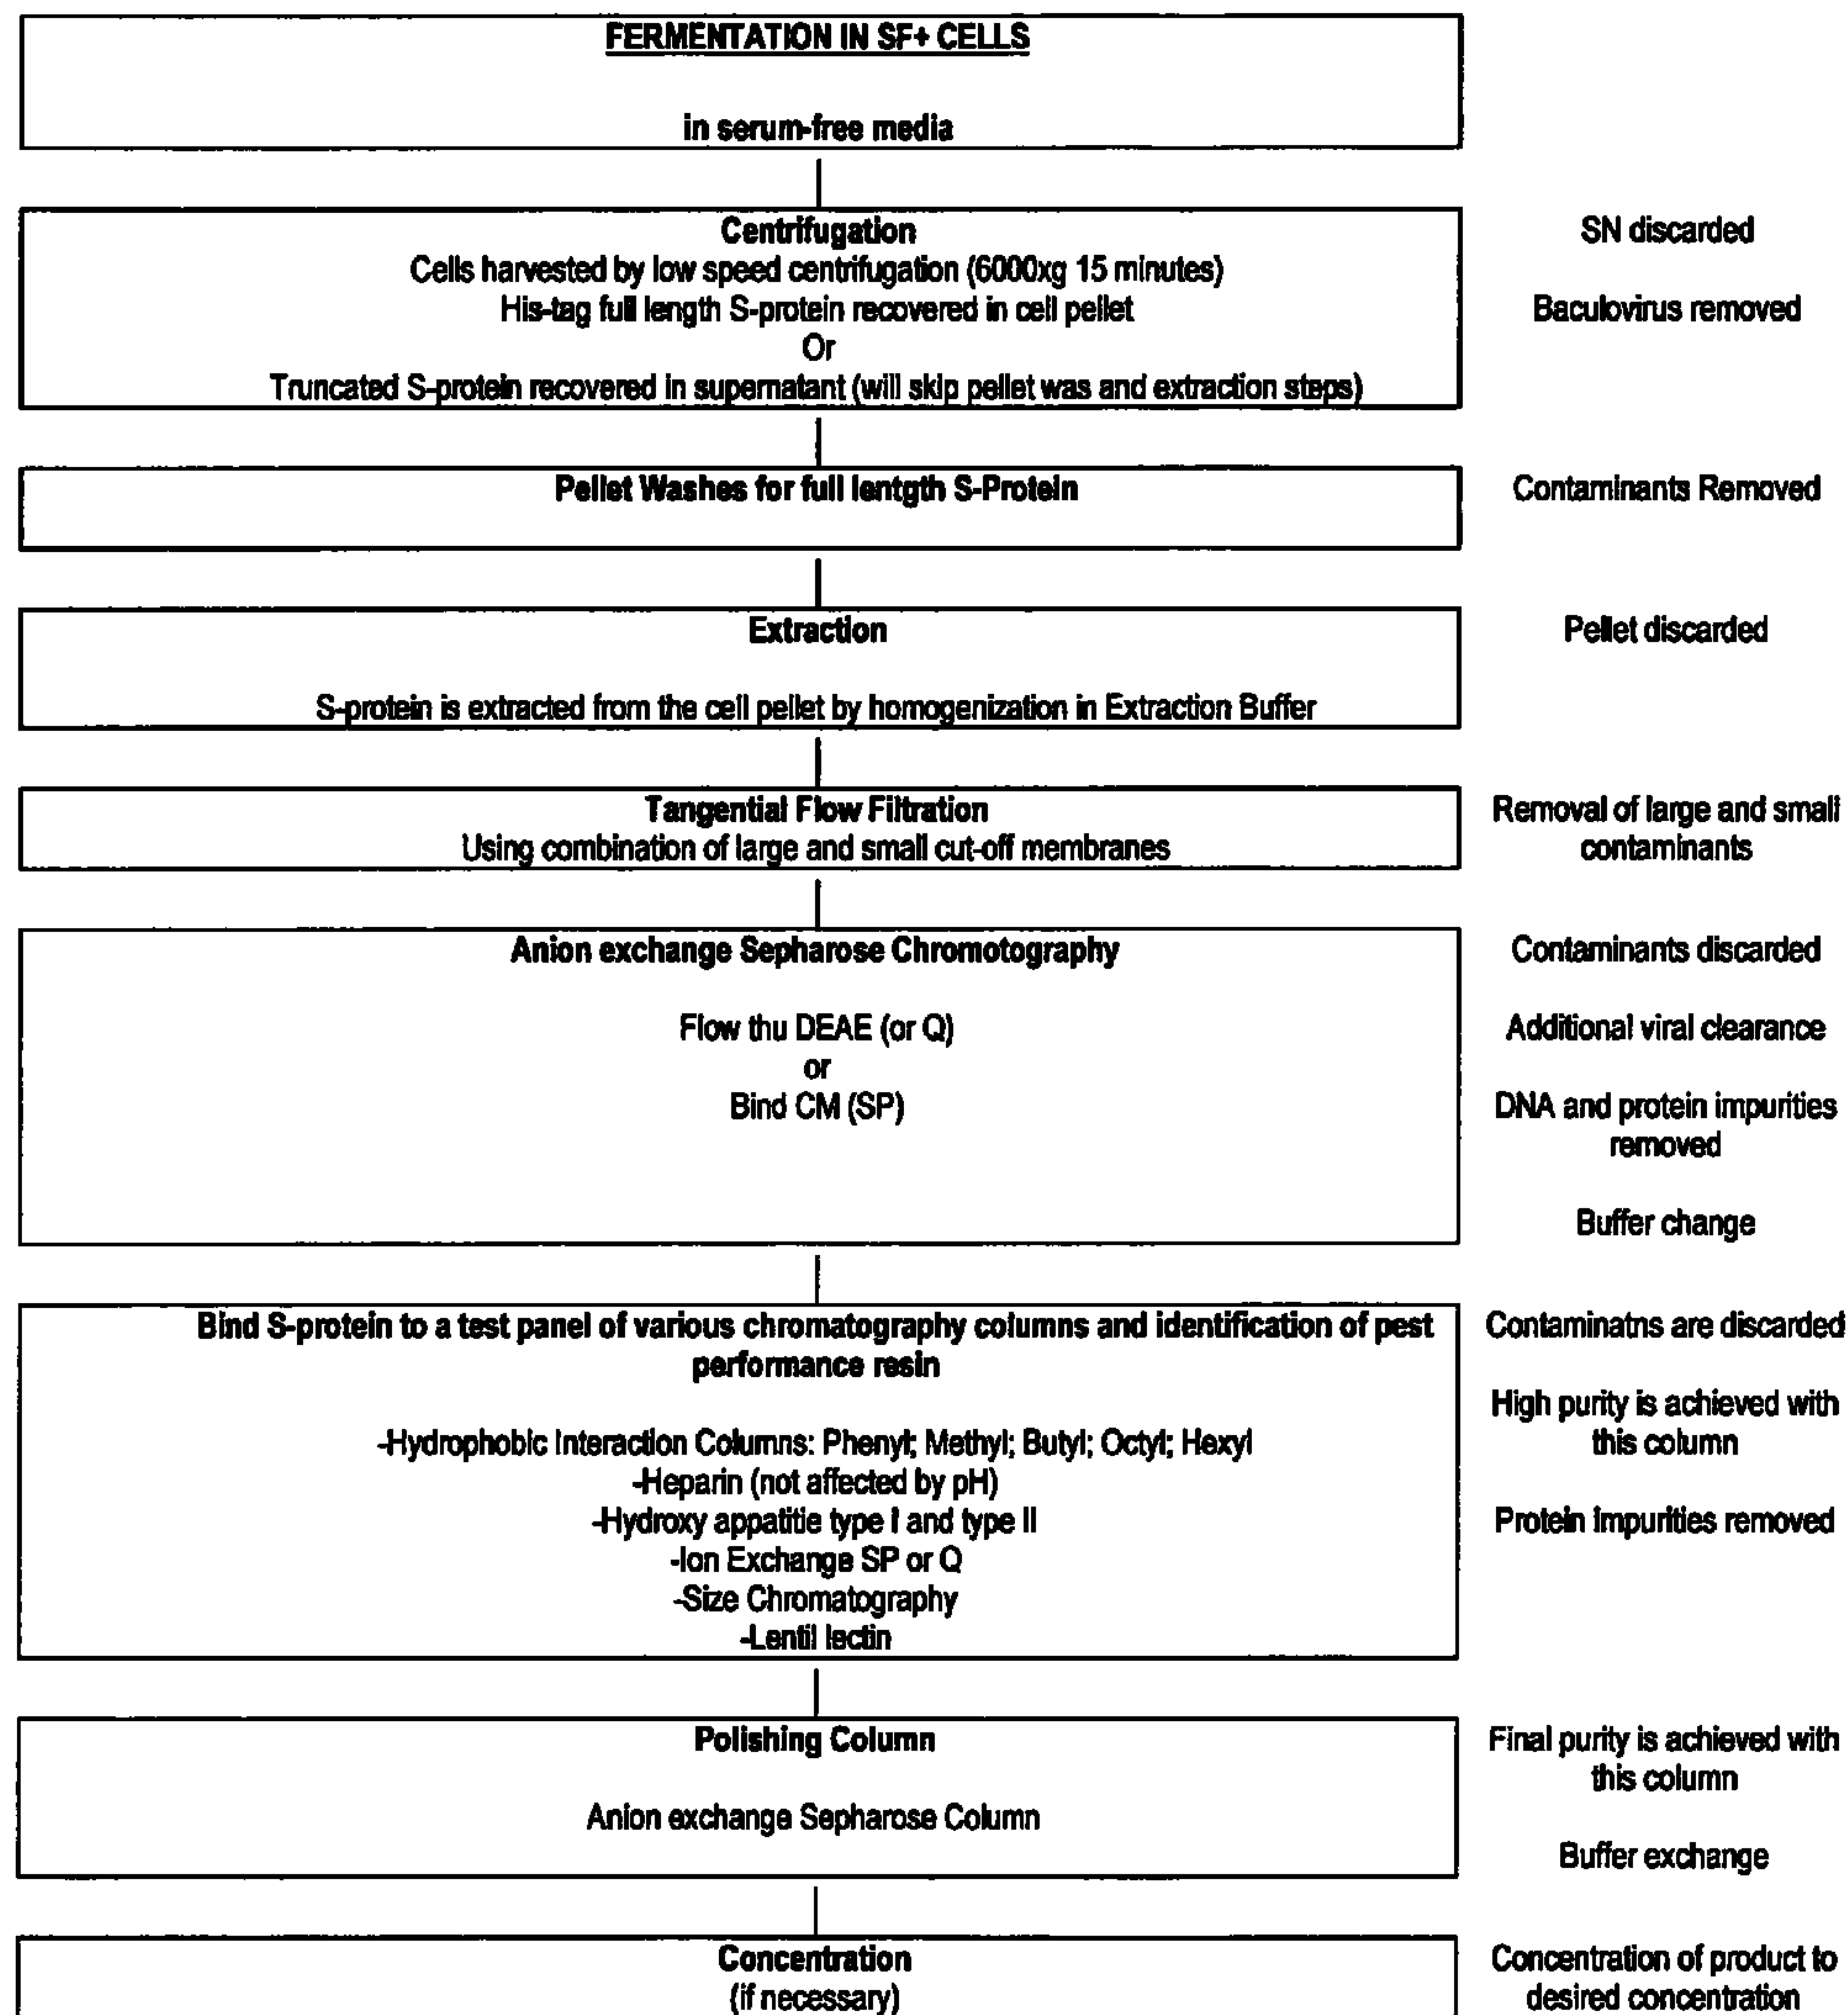 FERMENTATION IN SF+ CELLS
in serum-free media
Centrifugation
Cells harvested by low speed centrifugation (6000xg 15 minutes)
His-tag full length S-protein recovered in cell pellet
Or
Truncated S-protein recovered in supernatant (will skip pellet was and extraction steps)
SN discarded
Baculovirus removed
Pellet Washes for full lentgth S-Protein
Contaminants Removed
Extraction
S-protein is extracted from the cell pellet by homogenization in Extraction Buffer
Pellet discarded
Tangential Flow Filtration
Using combination of large and small cut-off membranes
Removal of large and small
contaminants
Anion exchange Sepharose Chromotography
Flow thu DEAE (or Q)
or
Bind CM (SP)
Contaminants discarded
Additional viral clearance
DNA and protein impurities
removed
Buffer change
Bind S-protein to a test panel of various chromatography columns and identification of pest
performance resin
-Hydrophobic Interaction Columns: Phenyl; Methyl; Butyl; Octyl; Hexyl
-Heparin (not affected by pH)
-Hydroxy appatitie type I and type II
-Ion Exchange SP or Q
-Size Chromatography
-Lentil lectin
Contaminatns are discarded
High purity is achieved with
this column
Protein impurities removed
Polishing Column
Anion exchange Sepharose Column
Final purity is achieved with
this column
Buffer exchange
Concentration
(if necessary)
Concentration of product to
desired concentration